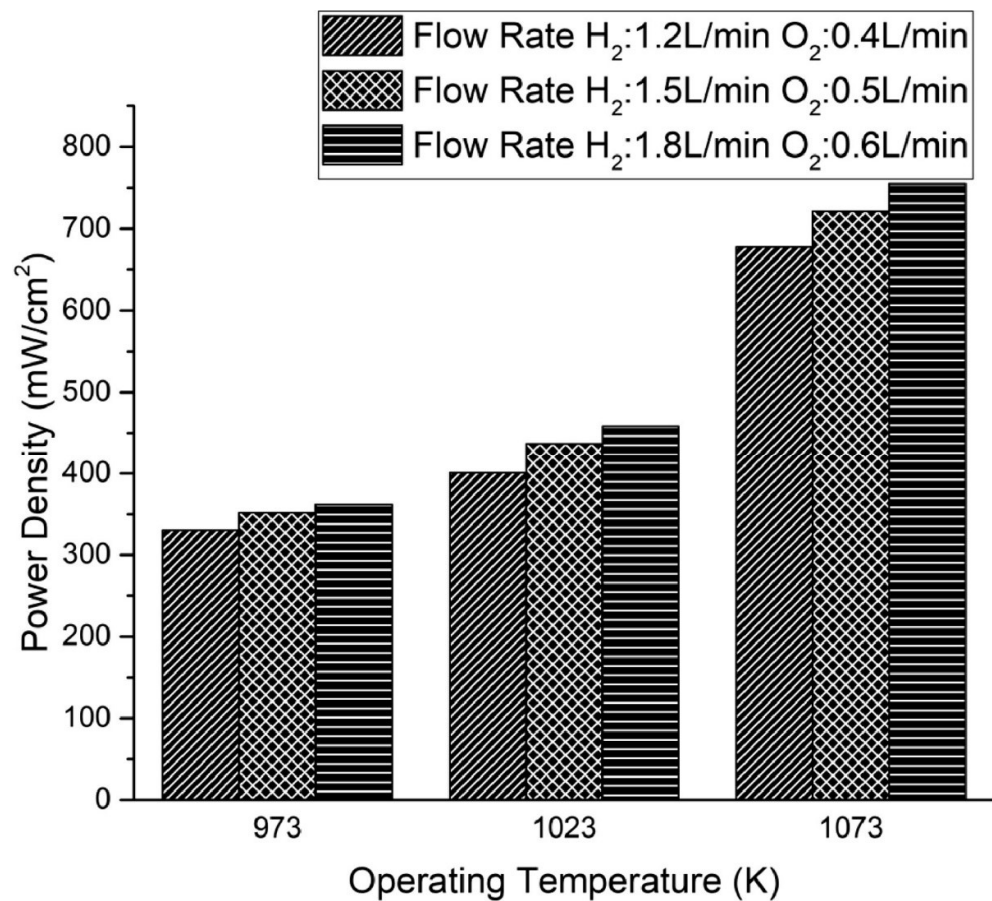 Flow Rate H₂:1.2L/min O₂:0.4L/min
Flow Rate H₂:1.5L/min O₂:0.5L/min
Flow Rate H₂:1.8L/min O₂:0.6L/min
800
700
600
500
400
300
200
100
0
Power Density (mW/cm²)
973 1023 1073
Operating Temperature (K)